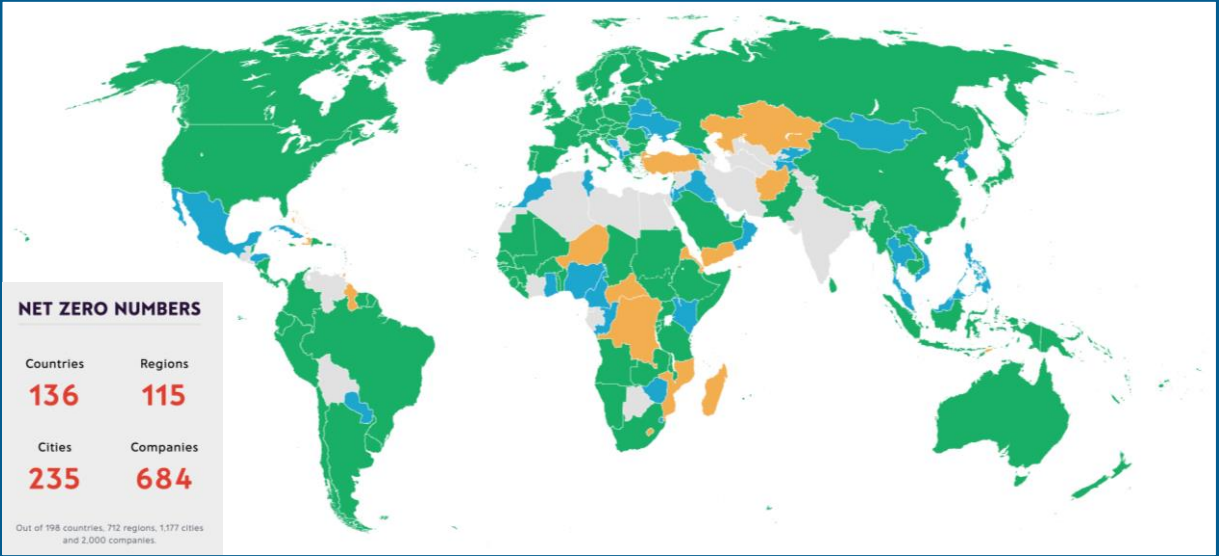 NET ZERO NUMBERS
Countries Regions
136 115
Cities Companies
235 684
Out of 198 countries, 712 regions, 1,177 cities
and 2,000 companies.